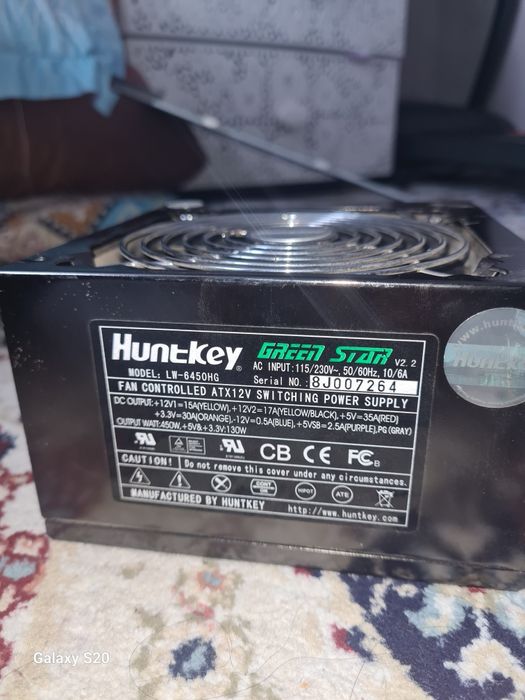 Huntkey GREEN STAR V2.2
MODEL: LW-6450HG AC INPUT:115/230V~, 50/60Hz, 10/6A
Serial NO.: 8J007264
FAN CONTROLLED ATX12V SWITCHING POWER SUPPLY
DC OUTPUT:+12V1=15A(YELLOW), +12V2=17A(YELLOW/BLACK), +5V=35A(RED)
+3.3V=30A(ORANGE),-12V=0.5A(BLUE), +5VSB=2.5A(PURPLE),PG(GRAY)
OUTPUT WATT:450W,+5V&+3.3V:130W
CB CE FC B
CAUTION! Do not remove this cover under any circumstances.
HIPOT ATE
MANUFACTURED BY HUNTKEY http://www.huntkey.com
Galaxy S20